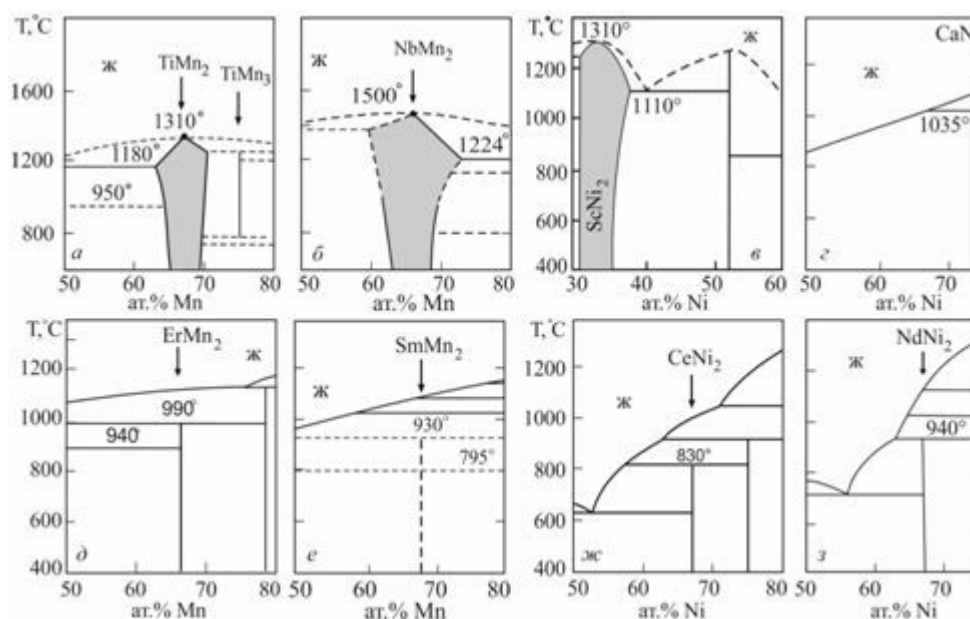 T,°C
ж
TiMn2
TiMn3
1600
1310°
1180°
1200
950°
800
а
50 60 70 80
ат.% Mn
ж
NbMn2
1500°
1224°
б
50 60 70 80
ат.% Mn
T,°C
1310°
ж
1200
1000
1110°
800
ScNi2
600
400
в
30 40 50 60
ат.% Ni
CaN
ж
1035°
г
50 60 70
ат.% Ni
T,°C
ErMn2
ж
1200
1000
990°
940°
800
600
400
д
50 60 70 80
ат.% Mn
SmMn2
ж
930°
795°
е
50 60 70 80
ат.% Mn
T,°C
1200
CeNi2
ж
1000
830°
800
600
400
ж
50 60 70 80
ат.% Ni
NdNi2
ж
940°
з
50 60 70
ат.% Ni